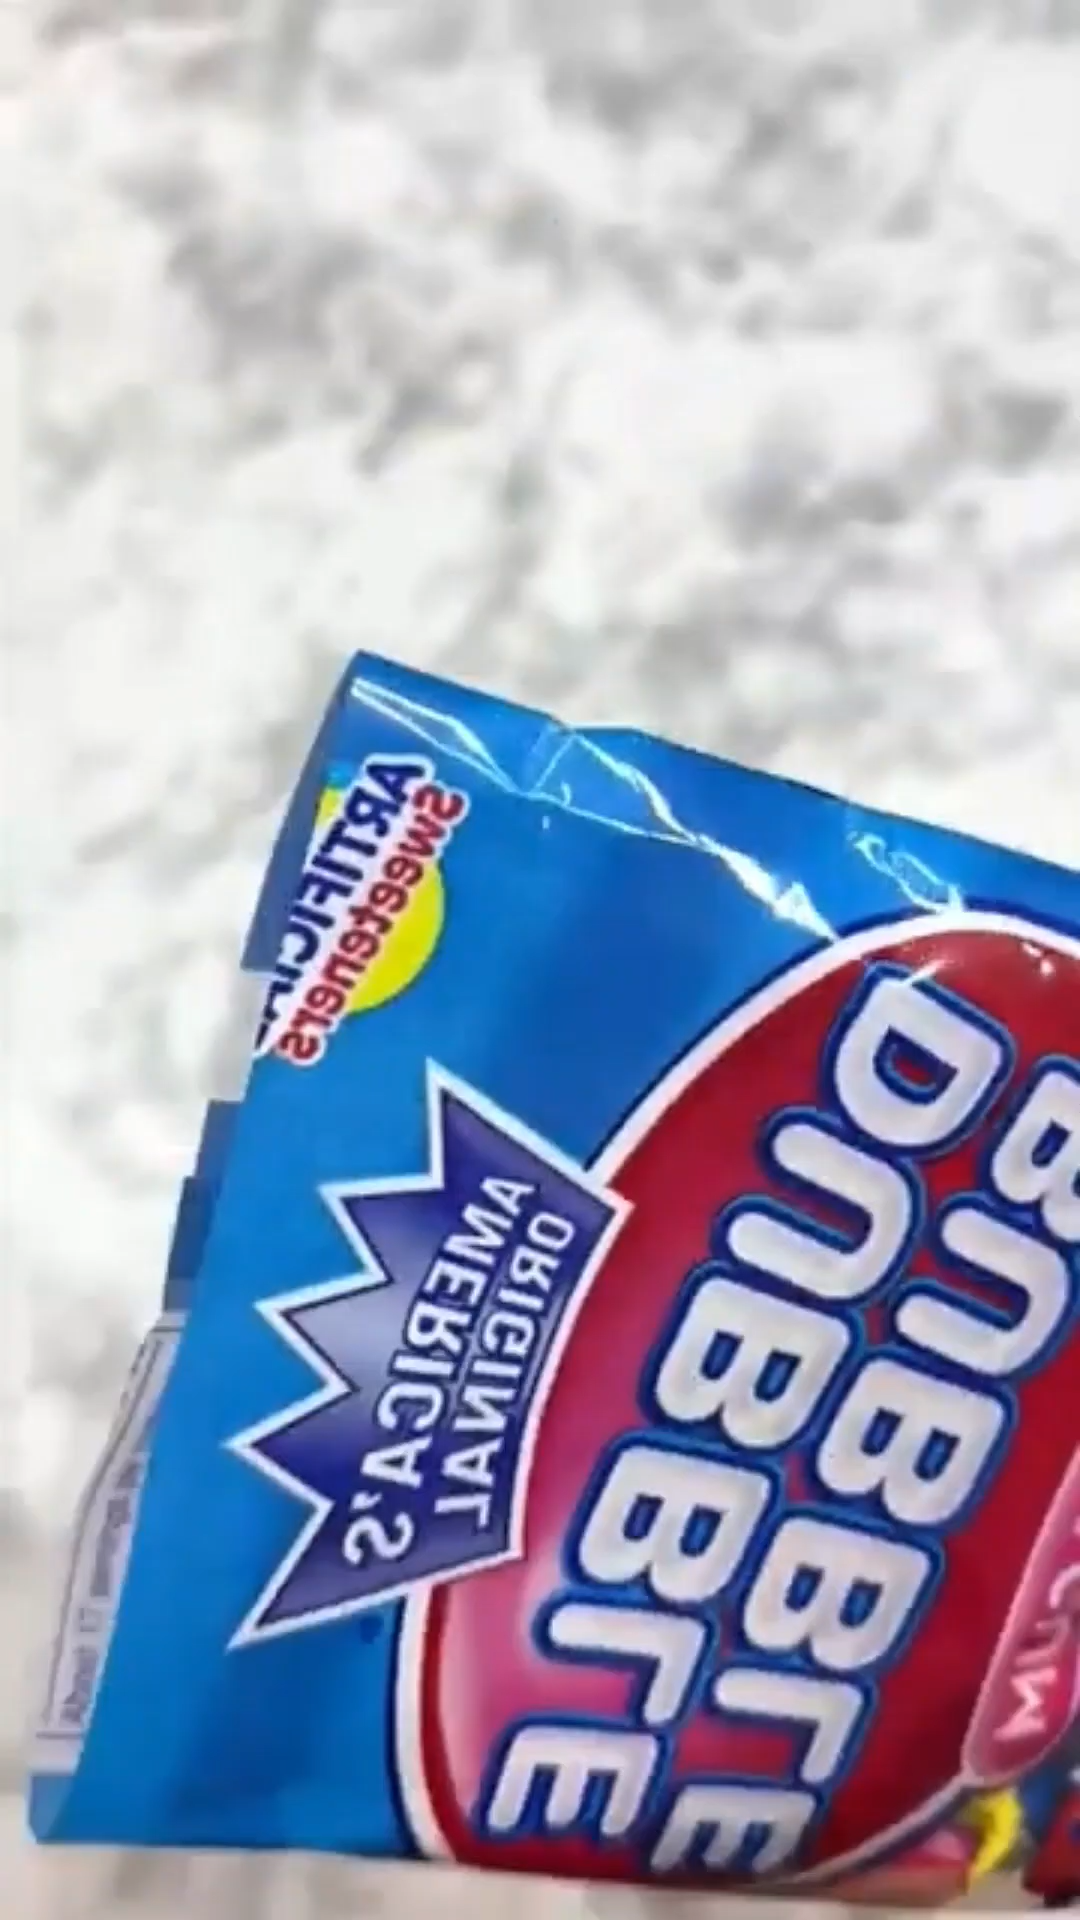 ARTIFICIAL
Sweeteners
AMERICA'S
ORIGINAL
DUBBLE
BUBBLE